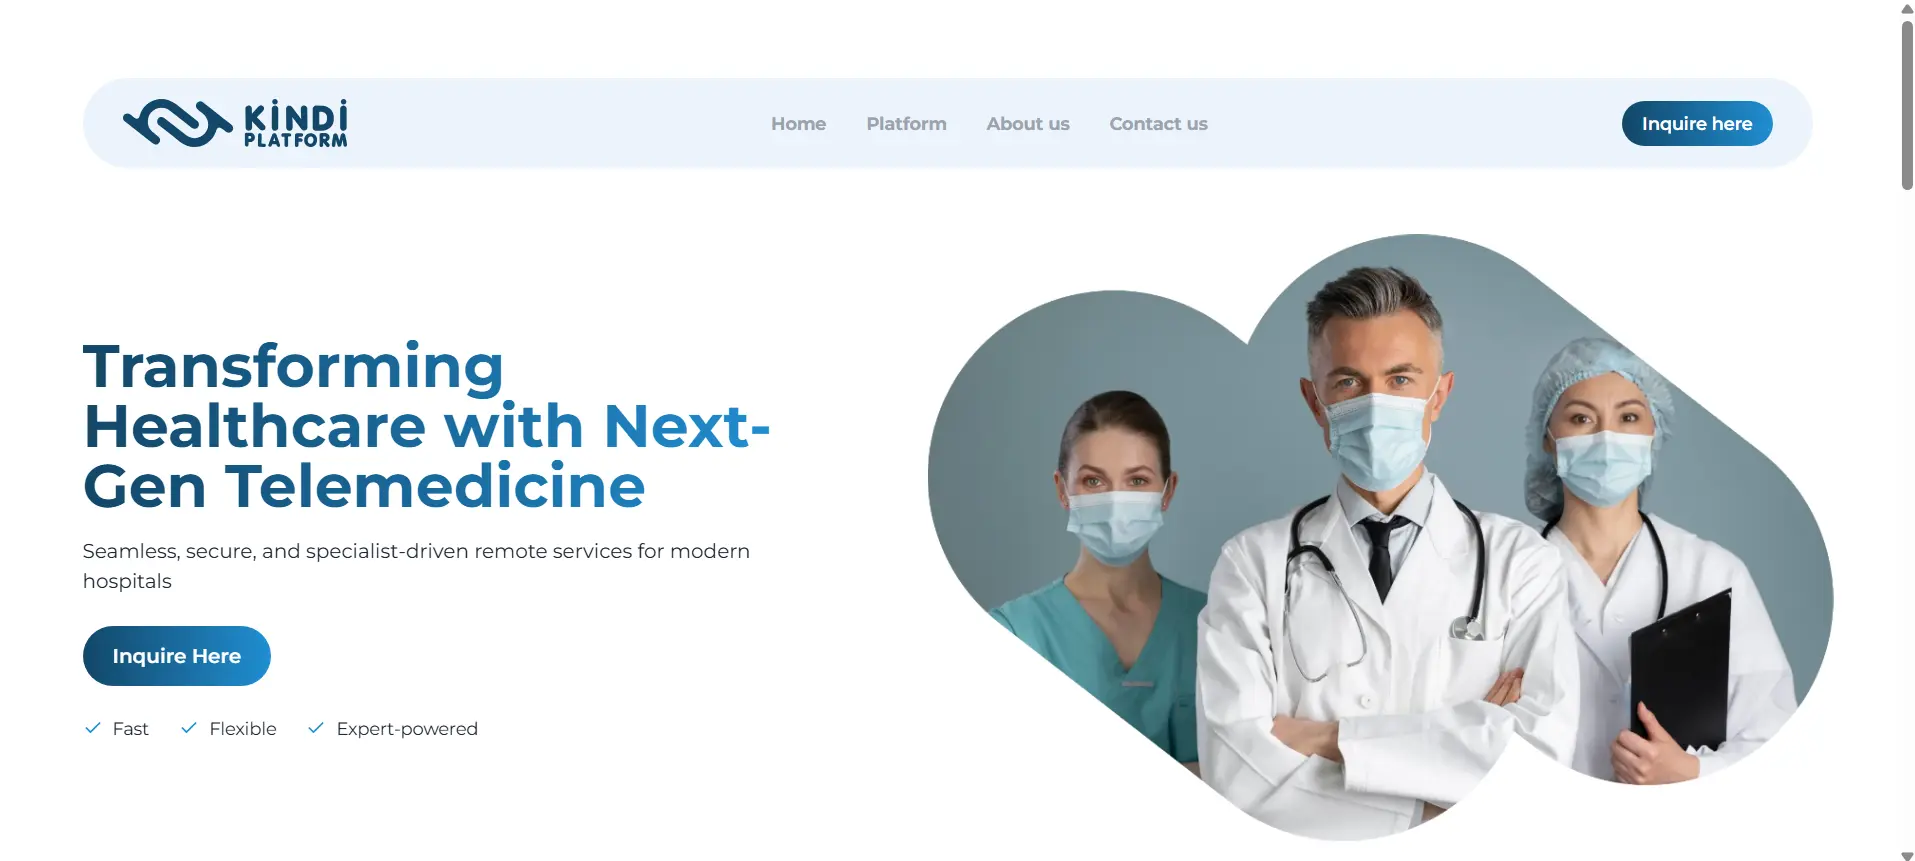 KINDI
PLATFORM
Home
Platform
About us
Contact us
Inquire here
Transforming
Healthcare with Next-
Gen Telemedicine
Seamless, secure, and specialist-driven remote services for modern
hospitals
Inquire Here
Fast
Flexible
Expert-powered